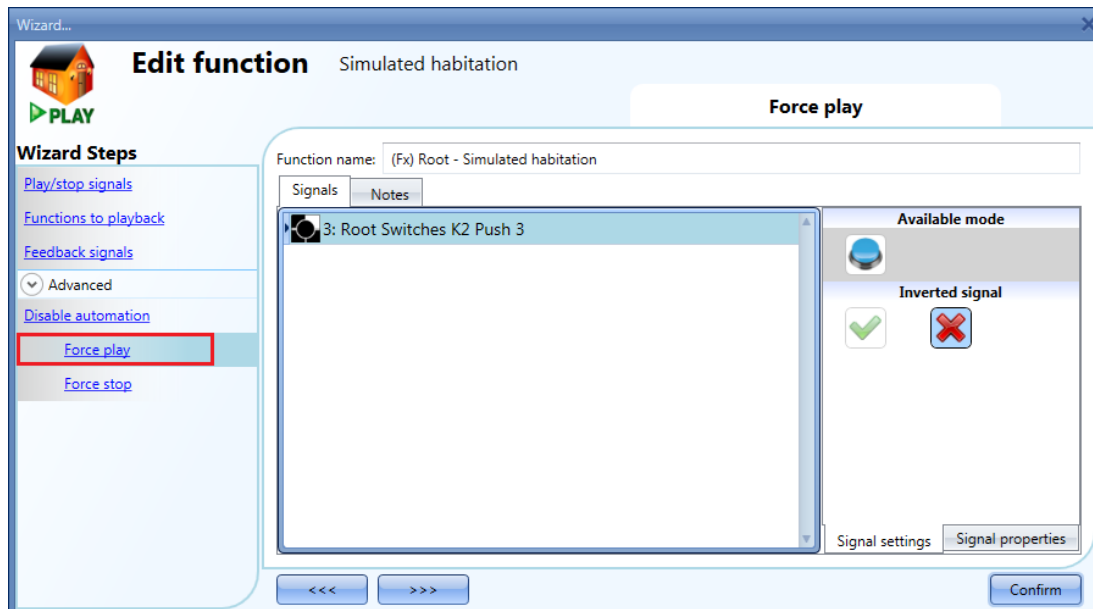 Wizard...
Edit function Simulated habitation
PLAY
Force play
Wizard Steps
Play/stop signals
Functions to playback
Feedback signals
Advanced
Disable automation
Force play
Force stop
Function name: (Fx) Root - Simulated habitation
Signals Notes
3: Root Switches K2 Push 3
Available mode
Inverted signal
Signal settings Signal properties
<<< >>> Confirm